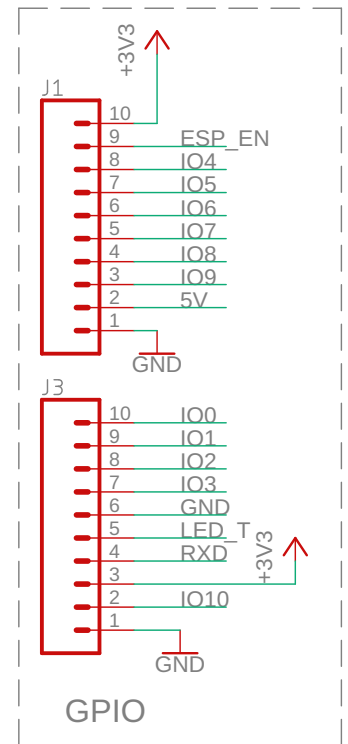 +3V3
J1
10
9 ESP_EN
8 IO4
7 IO5
6 IO6
5 IO7
4 IO8
3 IO9
2 5V
1
GND
J3
10 IO0
9 IO1
8 IO2
7 IO3
6 GND
5 LED_T
4 RXD
+3V3
3
2 IO10
1
GND
GPIO